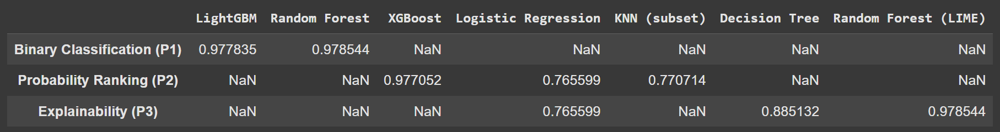 LightGBM Random Forest XGBoost Logistic Regression KNN (subset) Decision Tree Random Forest (LIME)
Binary Classification (P1) 0.977835 0.978544 NaN NaN NaN NaN NaN
Probability Ranking (P2) NaN NaN 0.977052 0.765599 0.770714 NaN NaN
Explainability (P3) NaN NaN NaN 0.765599 NaN 0.885132 0.978544